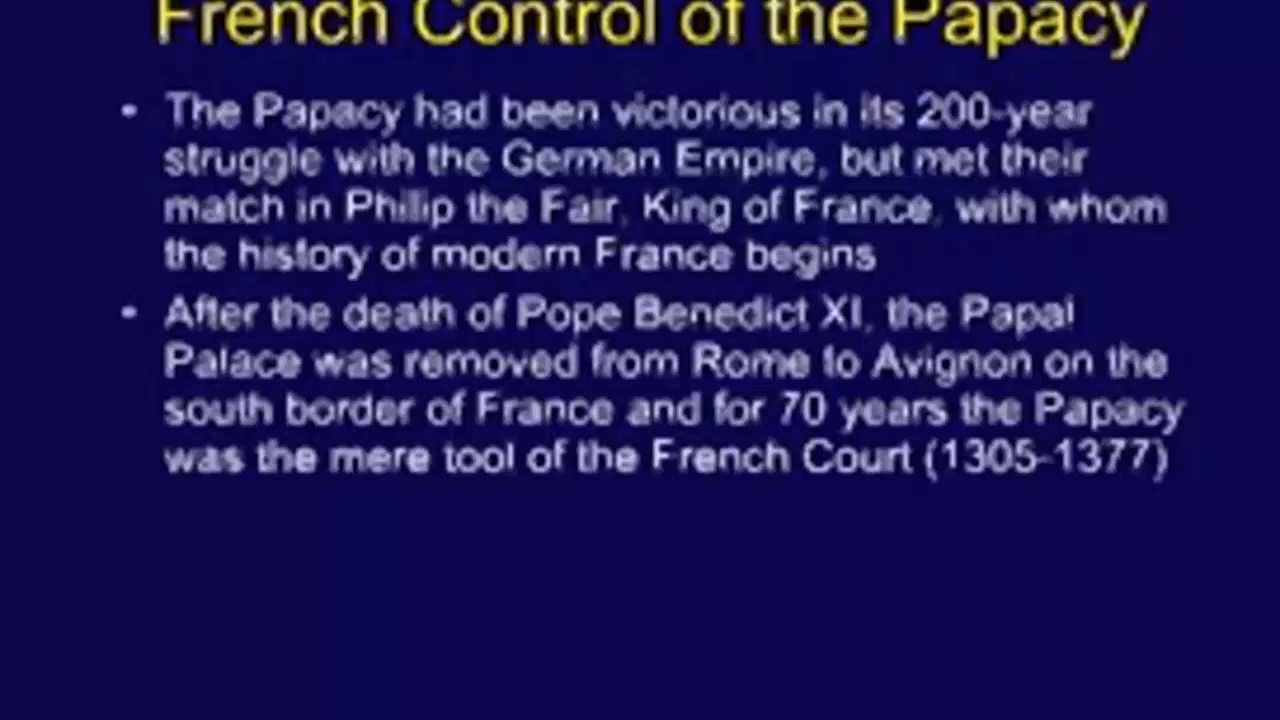 French Control of the Papacy
• The Papacy had been victorious in its 200-year
struggle with the German Empire, but met their
match in Philip the Fair, King of France, with whom
the history of modern France begins
• After the death of Pope Benedict XI, the Papal
Palace was removed from Rome to Avignon on the
south border of France and for 70 years the Papacy
was the mere tool of the French Court (1305-1377)